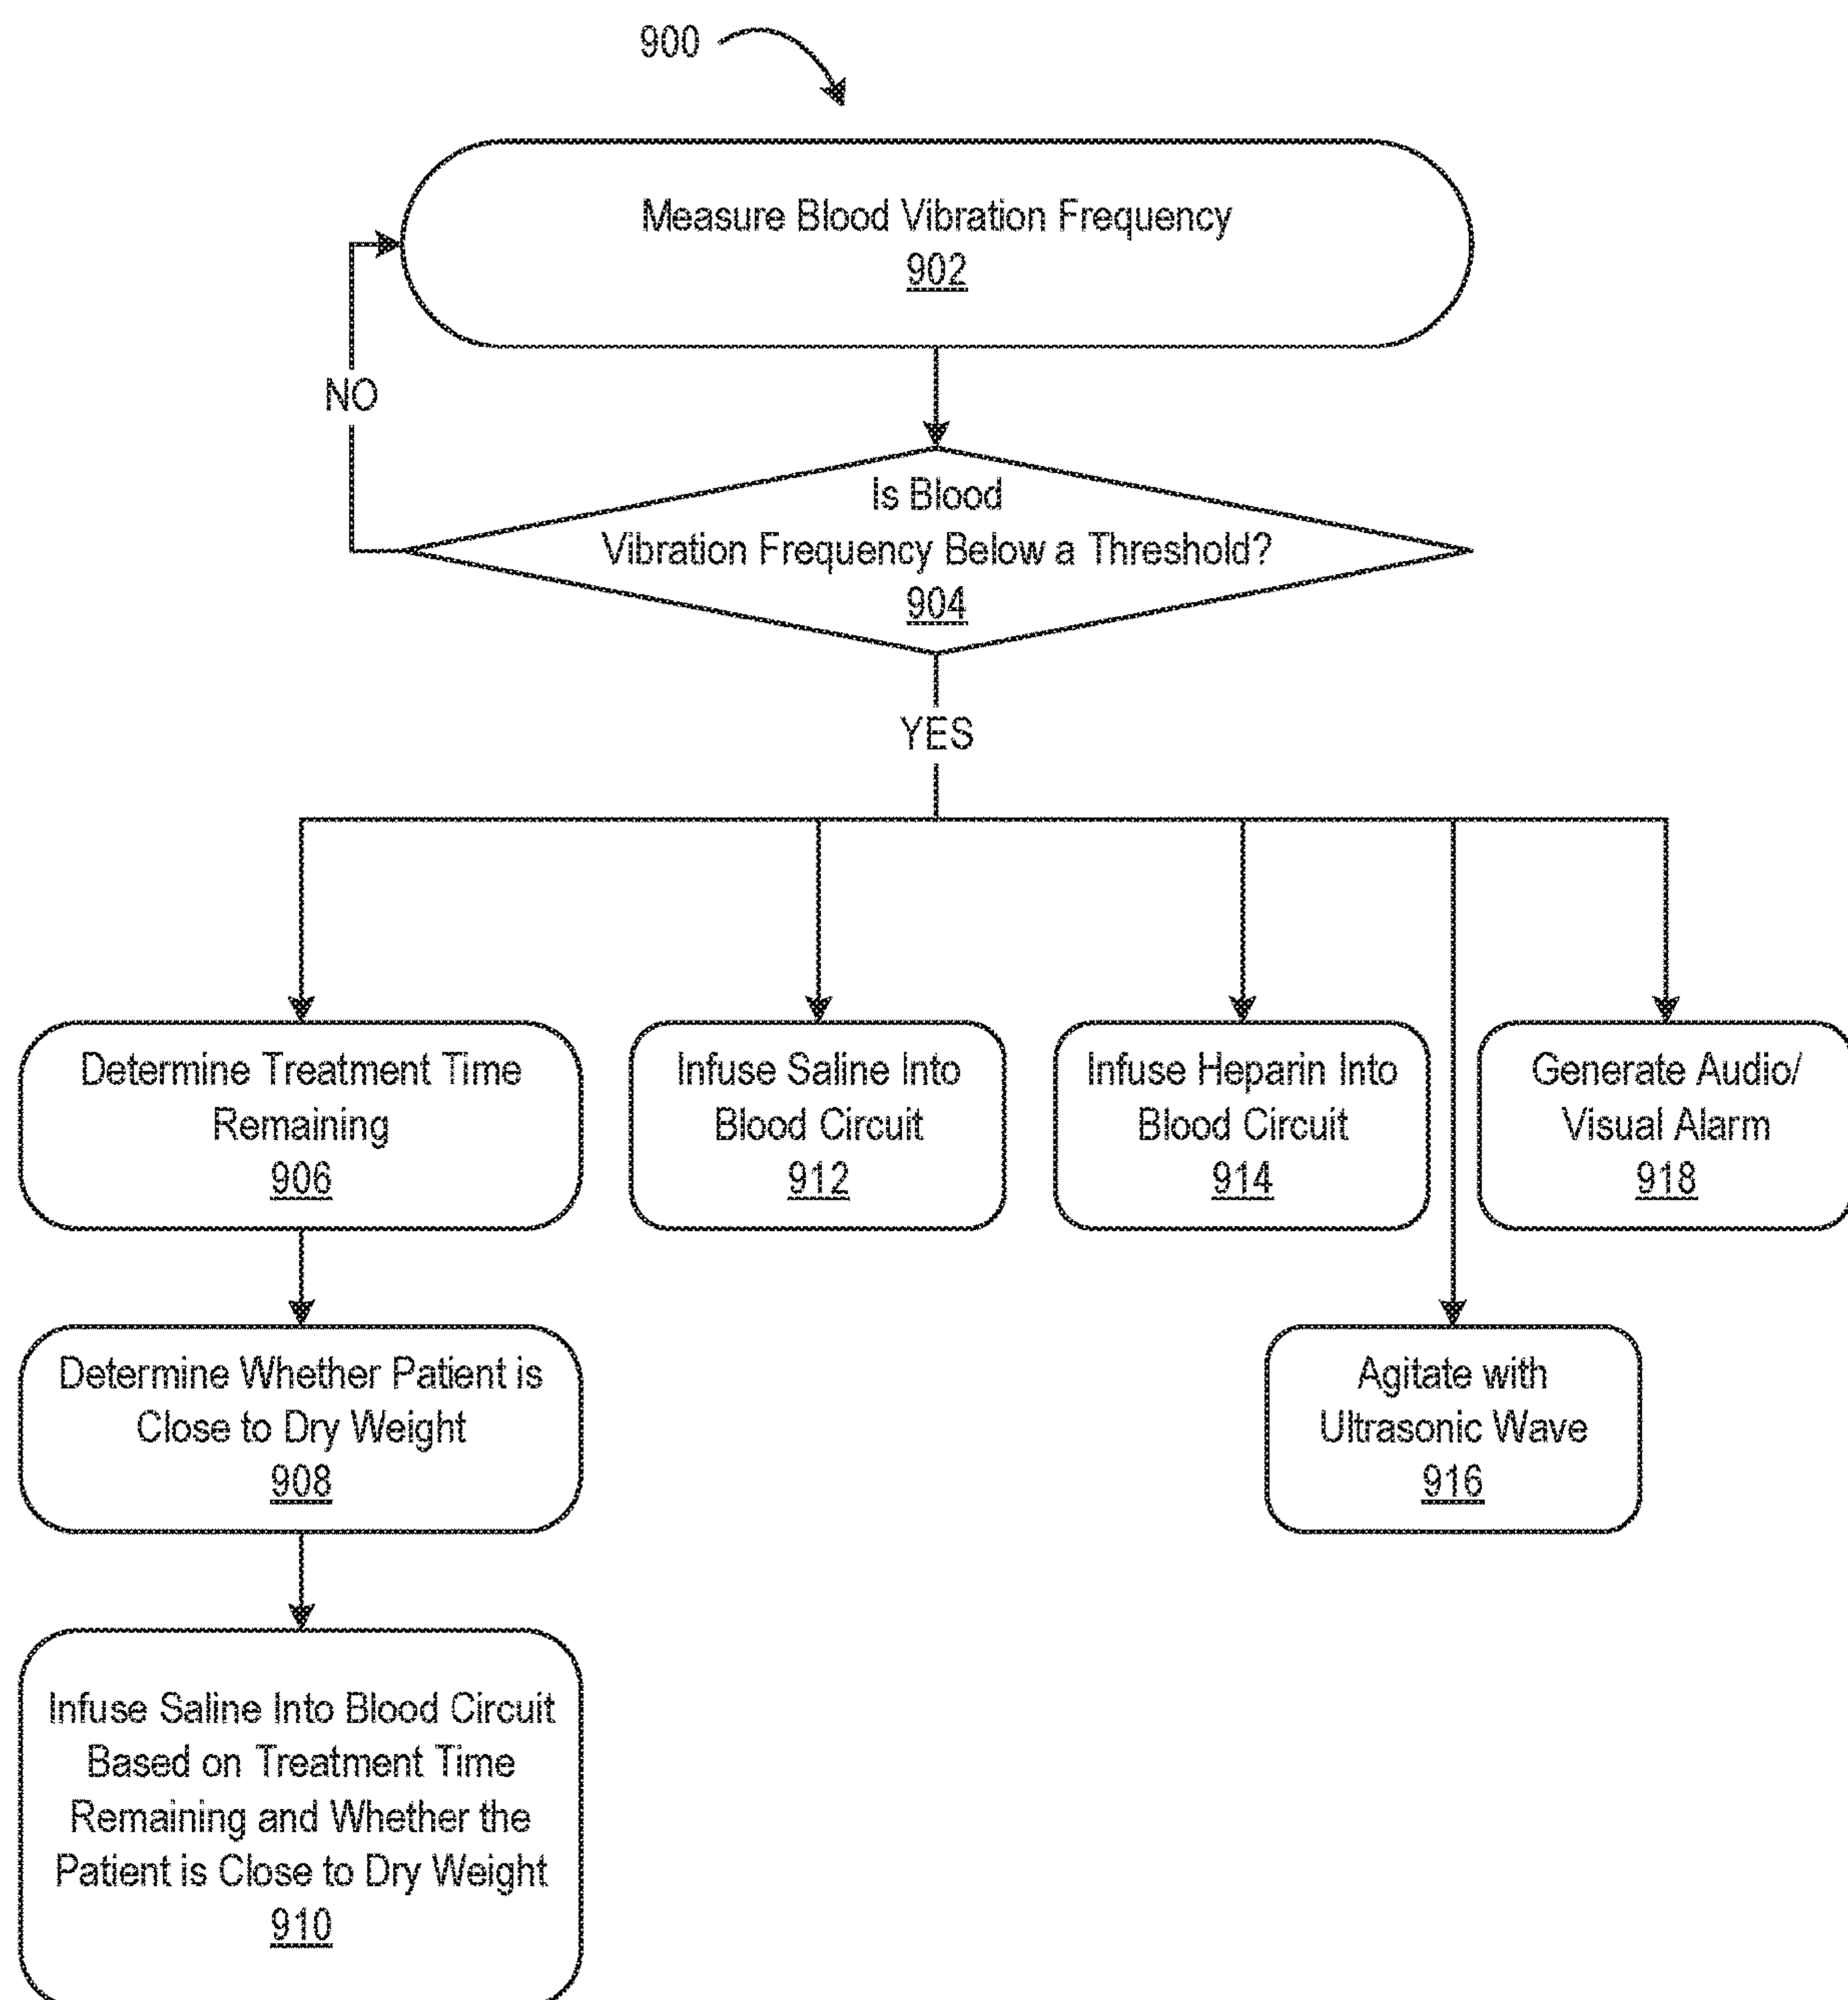 900
Measure Blood Vibration Frequency
902
NO
Is Blood
Vibration Frequency Below a Threshold?
904
YES
Determine Treatment Time
Remaining
906
Infuse Saline Into
Blood Circuit
912
Infuse Heparin Into
Blood Circuit
914
Generate Audio/
Visual Alarm
918
Determine Whether Patient is
Close to Dry Weight
908
Agitate with
Ultrasonic Wave
916
Infuse Saline Into Blood Circuit
Based on Treatment Time
Remaining and Whether the
Patient is Close to Dry Weight
910